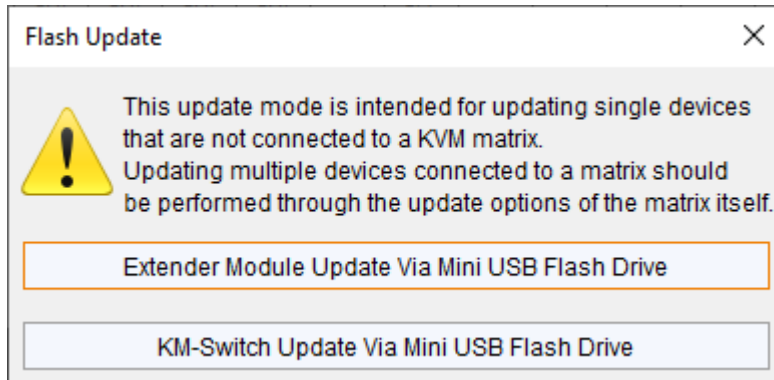 Flash Update
This update mode is intended for updating single devices
that are not connected to a KVM matrix.
Updating multiple devices connected to a matrix should
be performed through the update options of the matrix itself.
Extender Module Update Via Mini USB Flash Drive
KM-Switch Update Via Mini USB Flash Drive